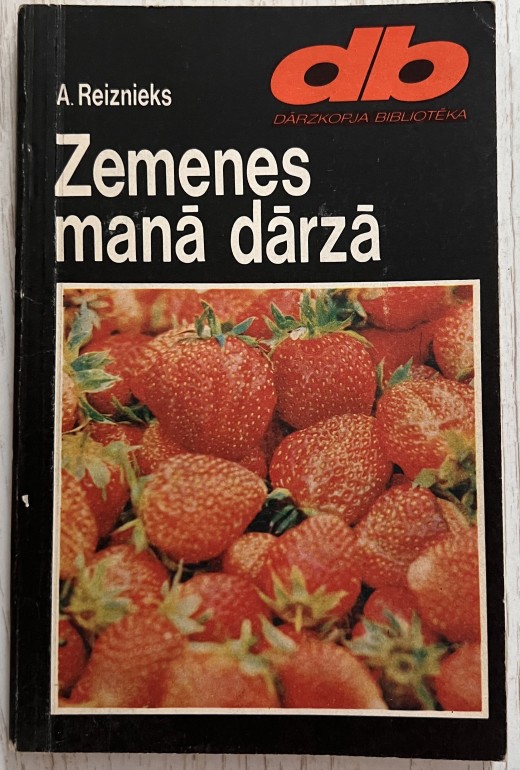 db
DĀRZKOPJA BIBLIOTĒKA
A. Reiznieks
Zemenes
manā dārzā